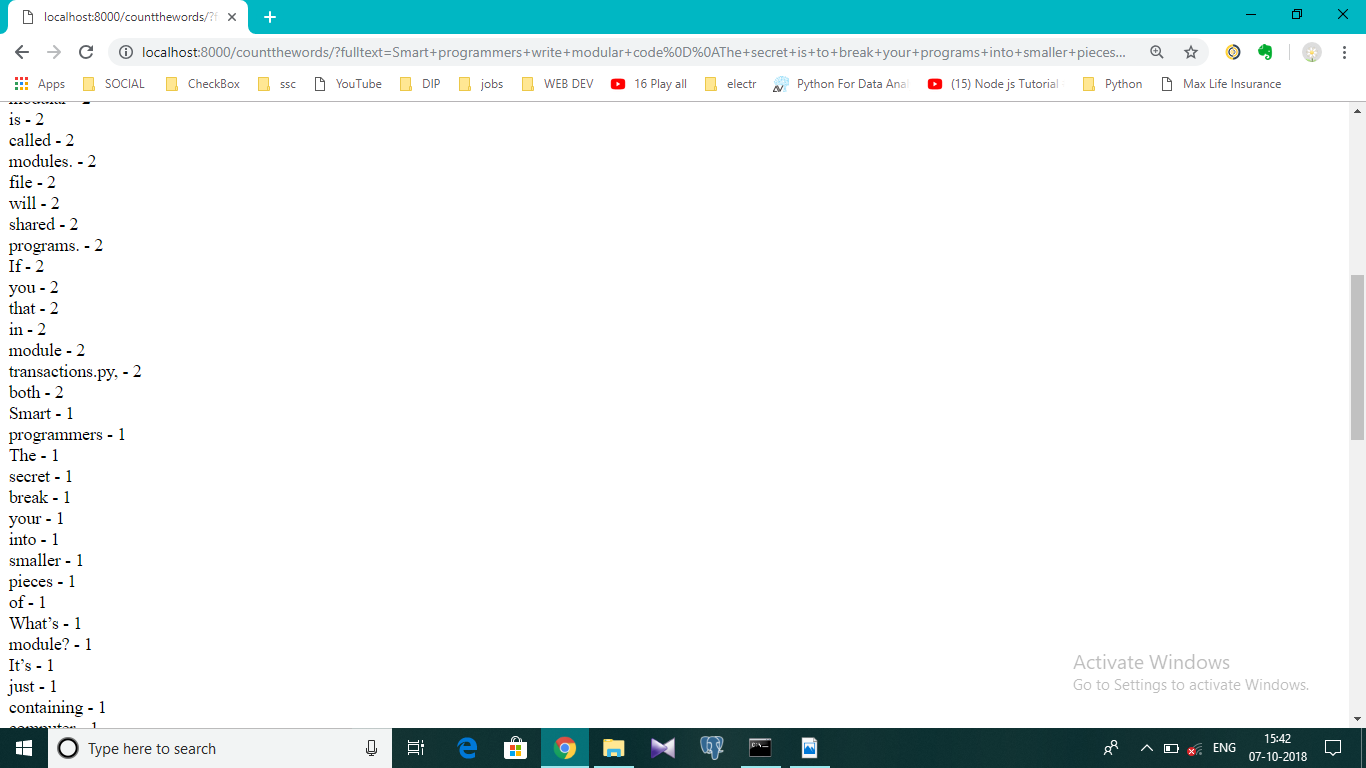 localhost:8000/countthewords/?f
localhost:8000/countthewords/?fulltext=Smart+programmers+write+modular+code%0D%0AThe+secret+is+to+break+your+programs+into+smaller+pieces...
Apps SOCIAL CheckBox ssc YouTube DIP jobs WEB DEV 16 Play all electr Python For Data Anal (15) Node js Tutorial Python Max Life Insurance
modular - 2
is - 2
called - 2
modules. - 2
file - 2
will - 2
shared - 2
programs. - 2
If - 2
you - 2
that - 2
in - 2
module - 2
transactions.py, - 2
both - 2
Smart - 1
programmers - 1
The - 1
secret - 1
break - 1
your - 1
into - 1
smaller - 1
pieces - 1
of - 1
What’s - 1
module? - 1
It’s - 1
just - 1
containing - 1
computer - 1
Activate Windows
Go to Settings to activate Windows.
Type here to search
ENG
15:42
07-10-2018